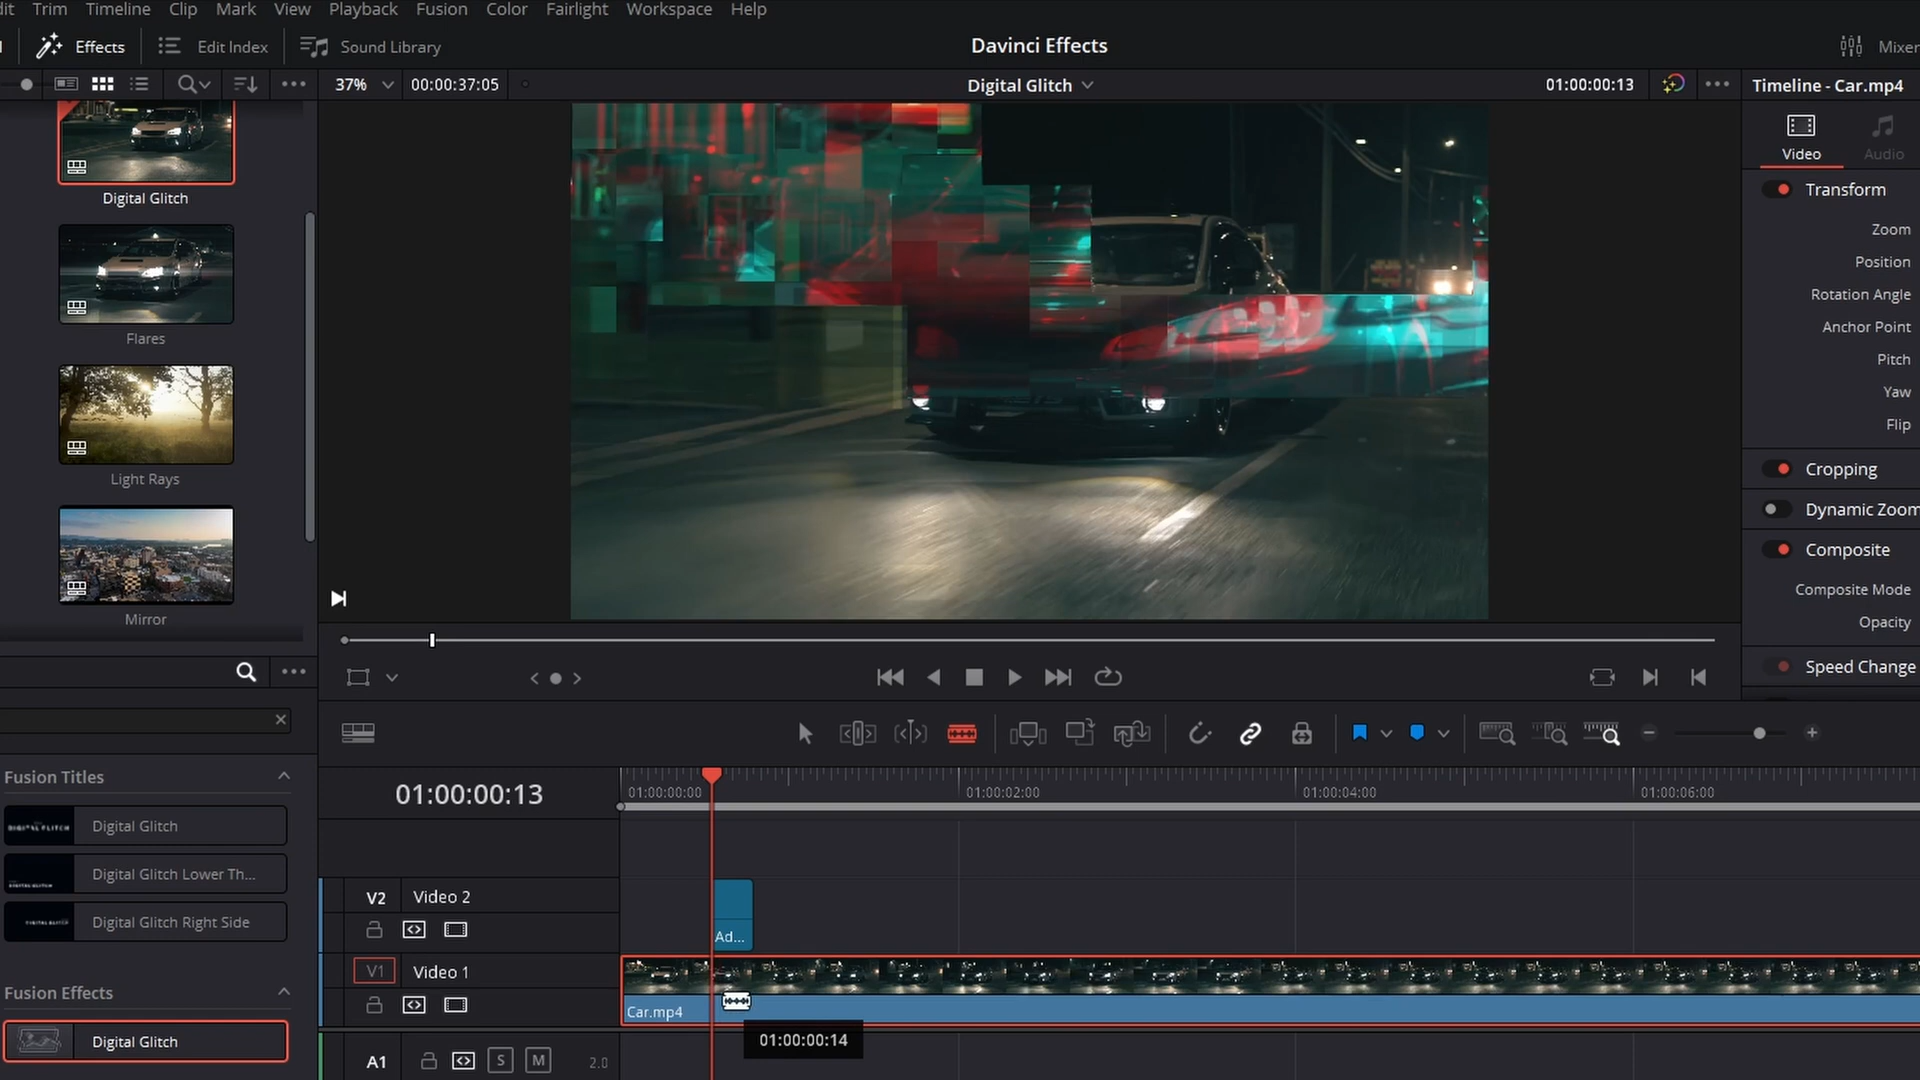 Trim Timeline Clip Mark View Playback Fusion Color Fairlight Workspace Help
Effects Edit Index Sound Library Davinci Effects
37% 00:00:37:05 Digital Glitch 01:00:00:13 Timeline - Car.mp4
Video Audio
Digital Glitch
Flares
Light Rays
Mirror
Transform
Zoom
Position
Rotation Angle
Anchor Point
Pitch
Yaw
Flip
Cropping
Dynamic Zoom
Composite
Composite Mode
Opacity
Speed Change
Fusion Titles
Digital Glitch
Digital Glitch Lower Th...
Digital Glitch Right Side
Fusion Effects
Digital Glitch
01:00:00:13
01:00:00:00 01:00:02:00 01:00:04:00 01:00:06:00
V2 Video 2
Ad...
V1 Video 1
Car.mp4
01:00:00:14
A1 S M 2.0